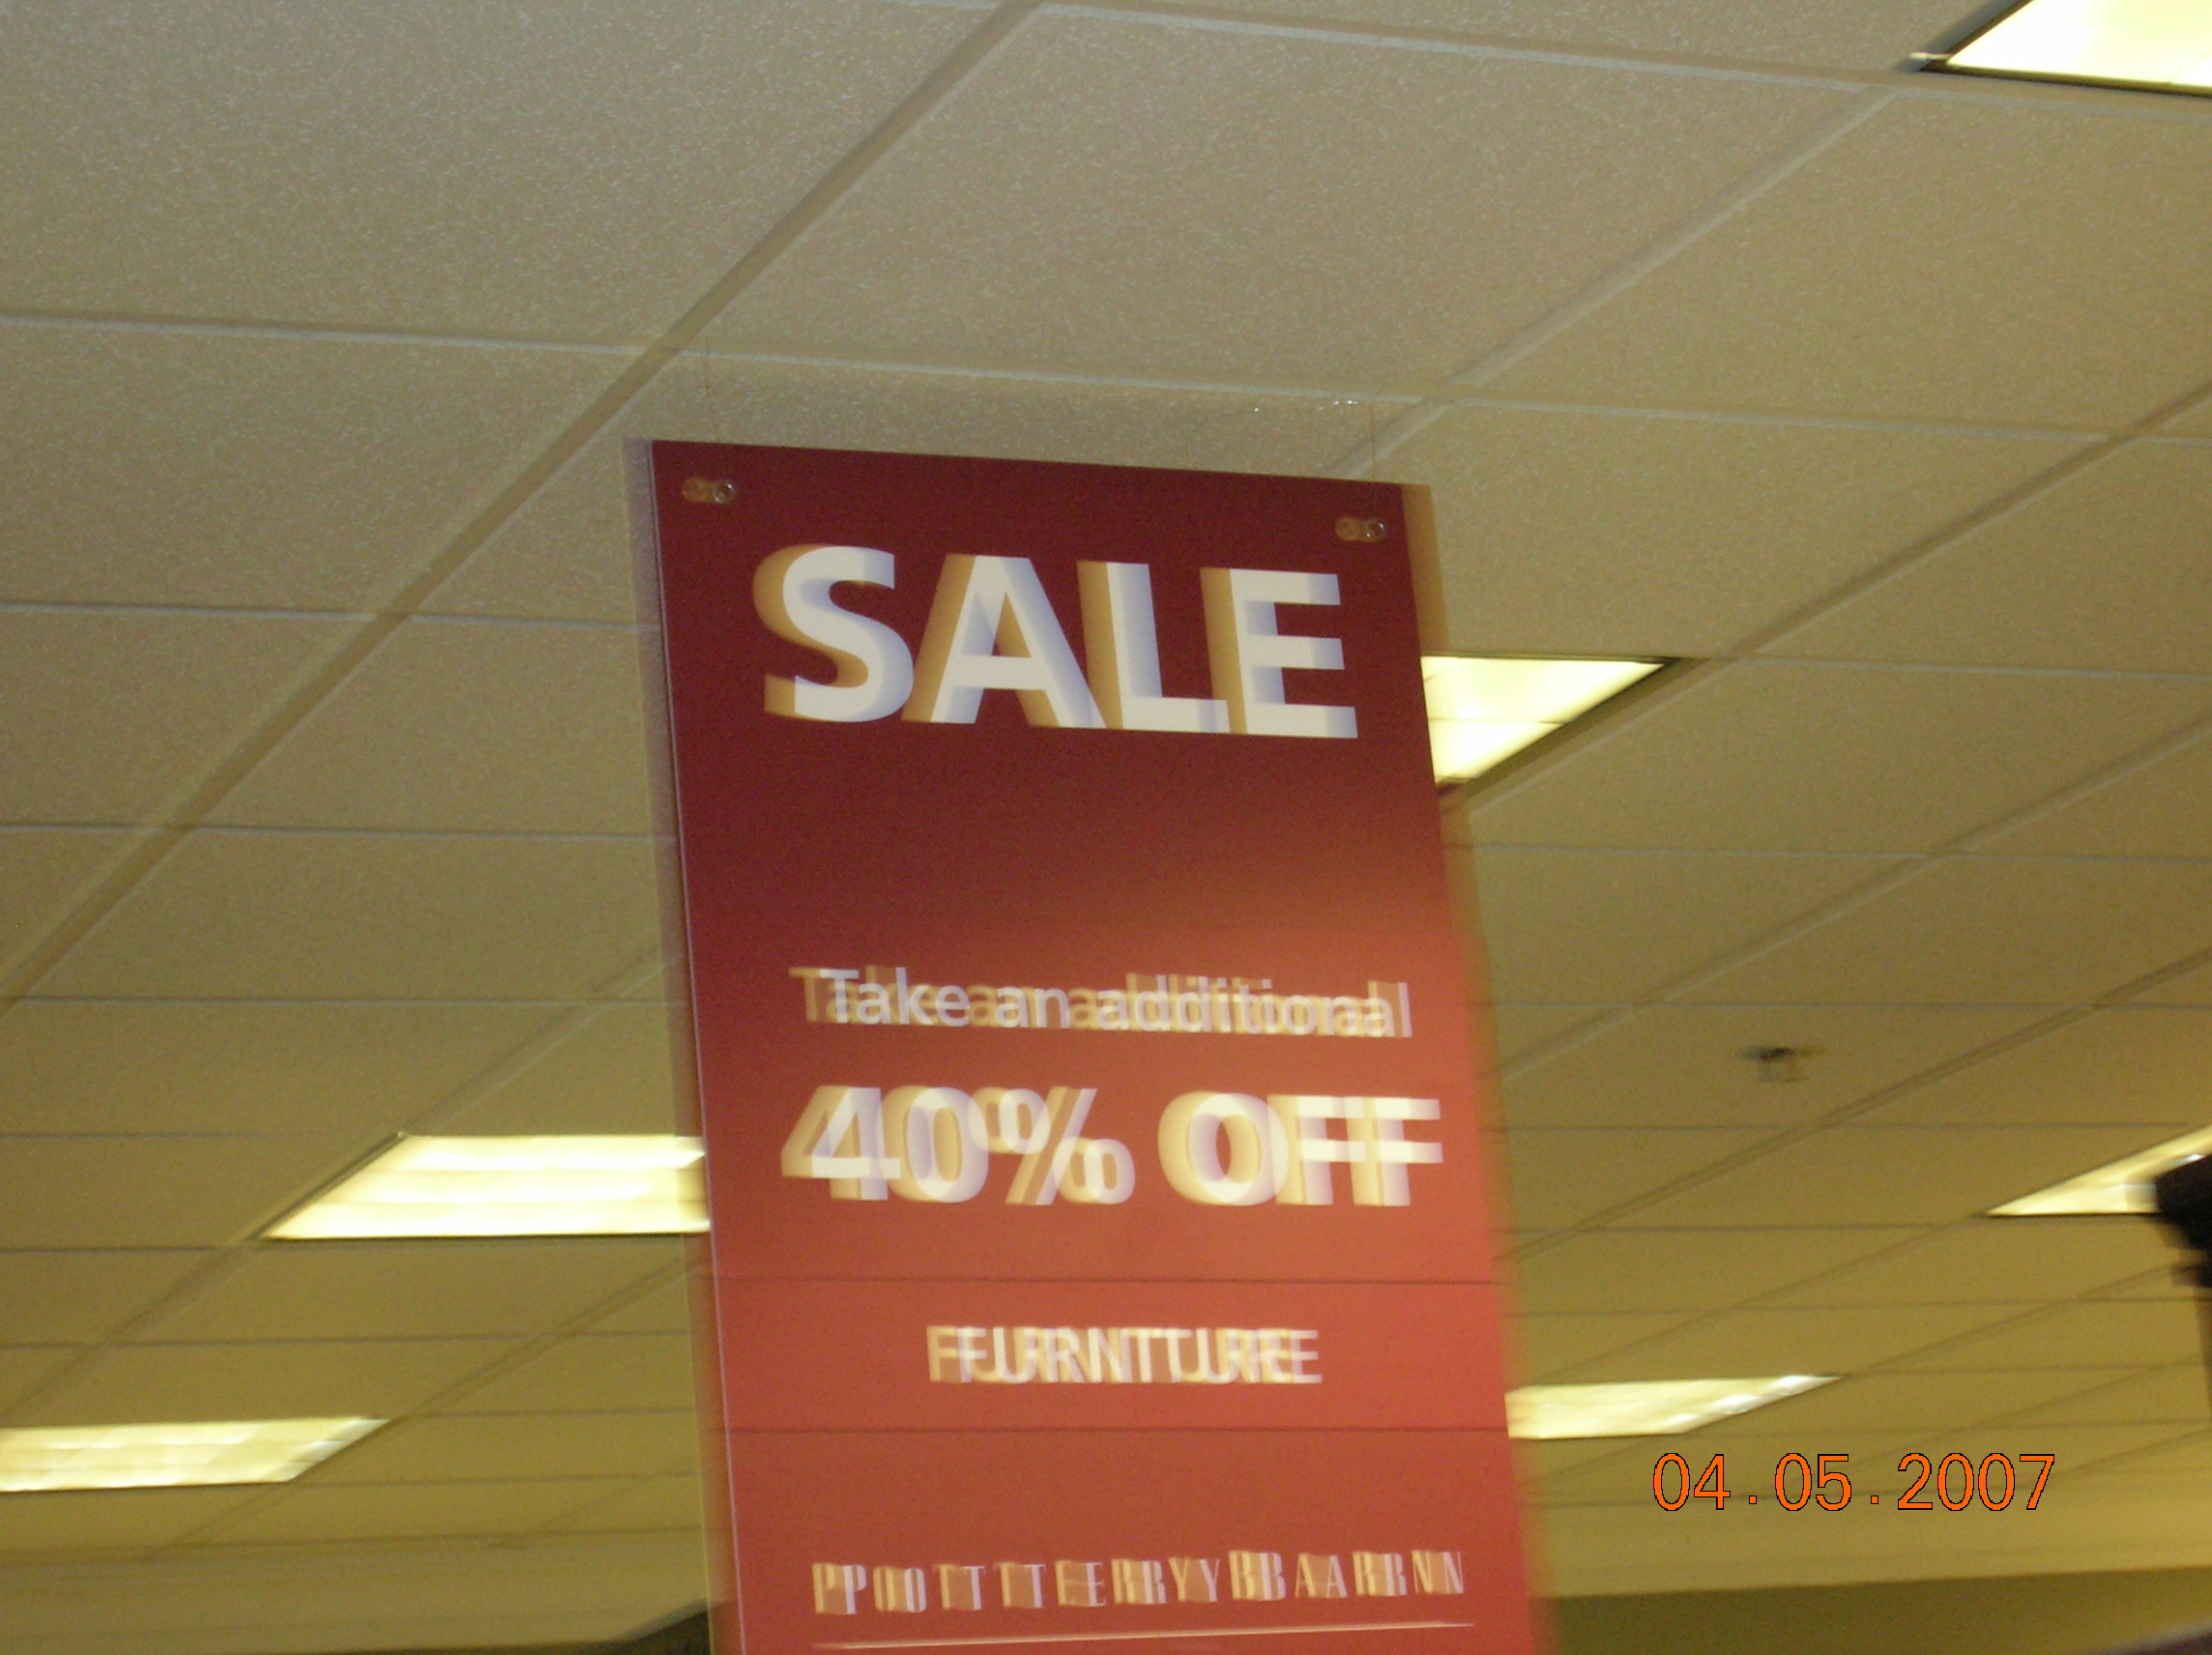 SALE
Take an additional
40% OFF
FURNITURE
POTTERY BARN
04.05.2007